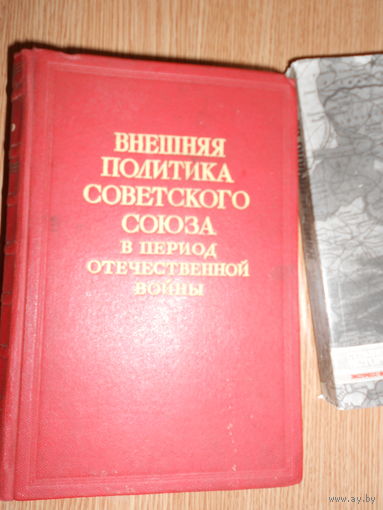 ВНЕШНЯЯ
ПОЛИТИКА
СОВЕТСКОГО
СОЮЗА
В ПЕРИОД
ОТЕЧЕСТВЕННОЙ
ВОЙНЫ
www.ay.by